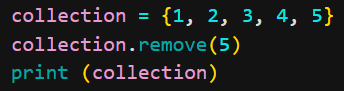 collection = {1, 2, 3, 4, 5}
collection.remove(5)
print (collection)